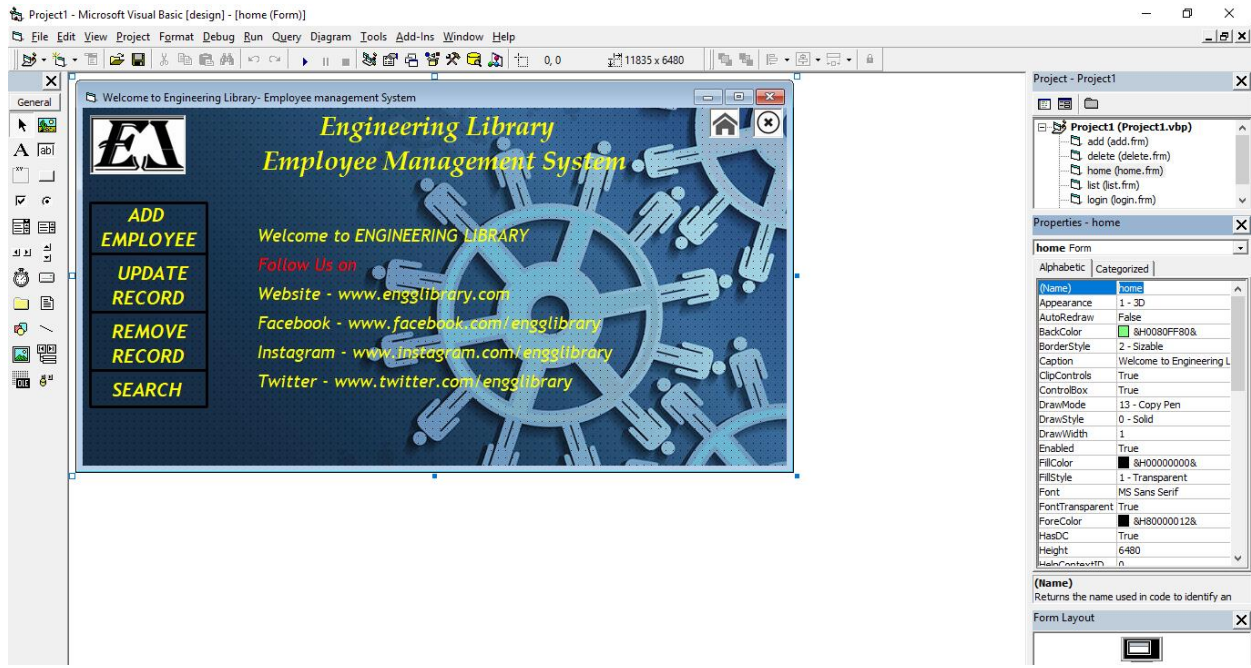 Project1 - Microsoft Visual Basic [design] - [home (Form)]
File Edit View Project Format Debug Run Query Diagram Tools Add-Ins Window Help
0, 0 11835 x 6480
General
Welcome to Engineering Library- Employee management System
Engineering Library
Employee Management System
ADD
EMPLOYEE
UPDATE
RECORD
REMOVE
RECORD
SEARCH
Welcome to ENGINEERING LIBRARY
Follow Us on
Website - www.engglibrary.com
Facebook - www.facebook.com/engglibrary
Instagram - www.instagram.com/engglibrary
Twitter - www.twitter.com/engglibrary
Project - Project1
Project1 (Project1.vbp)
add (add.frm)
delete (delete.frm)
home (home.frm)
list (list.frm)
login (login.frm)
Properties - home
home Form
Alphabetic Categorized
(Name) home
Appearance 1 - 3D
AutoRedraw False
BackColor &H0080FF80&
BorderStyle 2 - Sizable
Caption Welcome to Engineering L
ClipControls True
ControlBox True
DrawMode 13 - Copy Pen
DrawStyle 0 - Solid
DrawWidth 1
Enabled True
FillColor &H00000000&
FillStyle 1 - Transparent
Font MS Sans Serif
FontTransparent True
ForeColor &H80000012&
HasDC True
Height 6480
HelpContextID 0
(Name)
Returns the name used in code to identify an
Form Layout